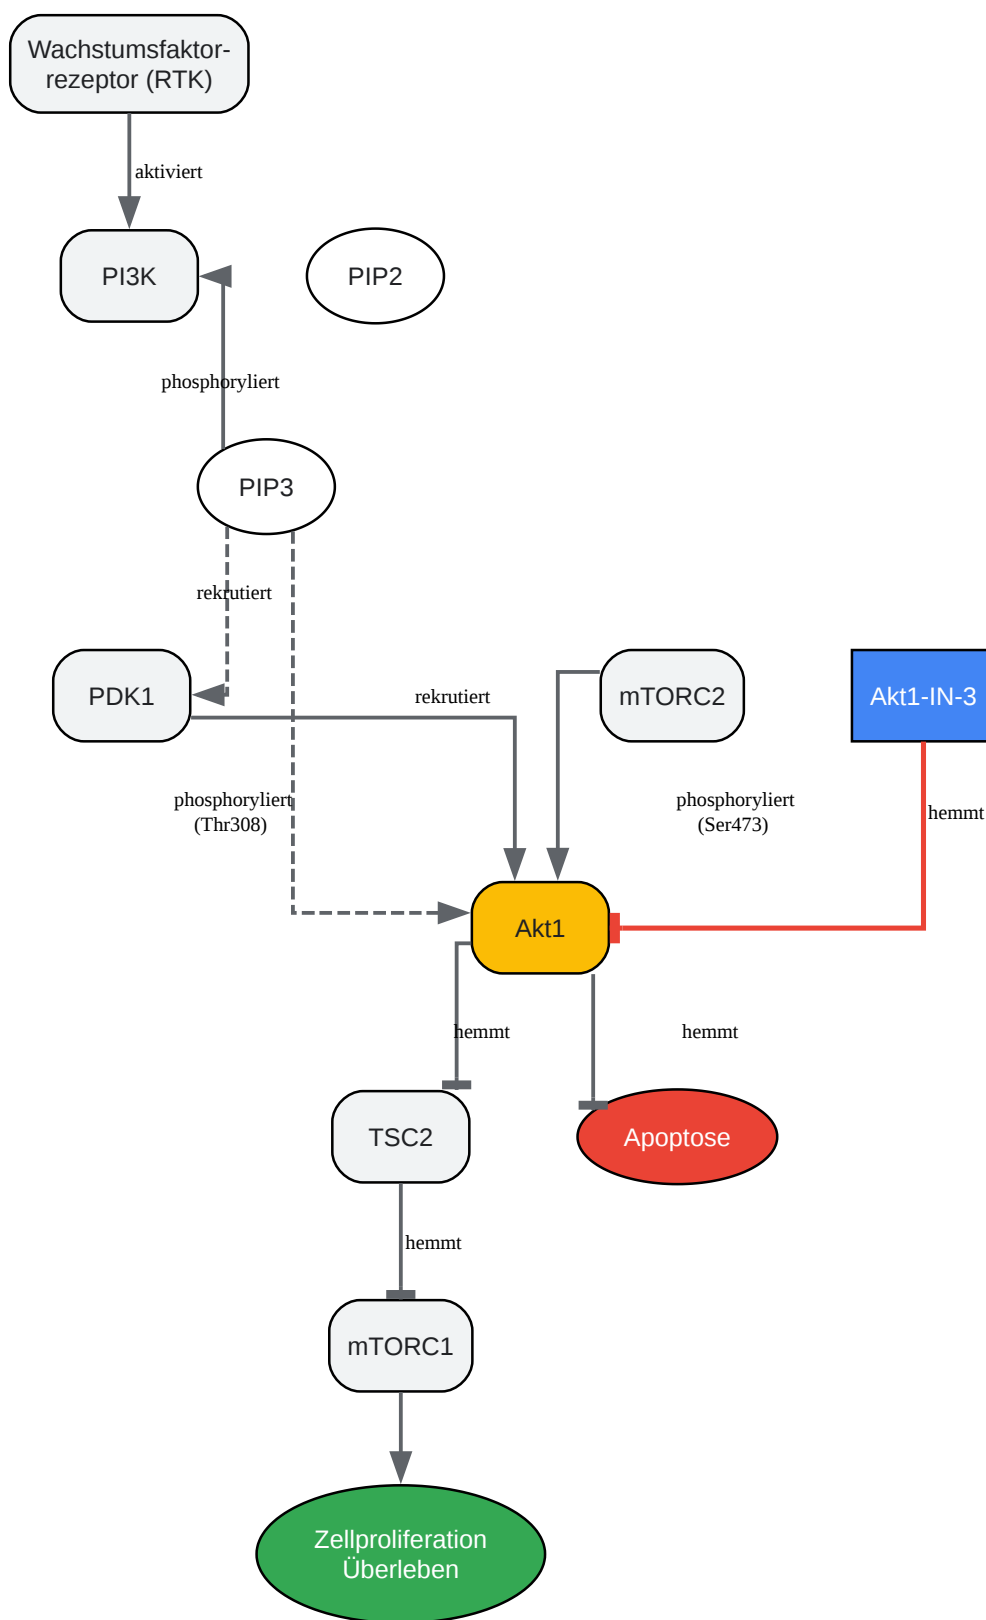 Wachstumsfaktor-
rezeptor (RTK)
aktiviert
PI3K
PIP2
phosphoryliert
PIP3
rekrutiert
PDK1
rekrutiert
mTORC2
Akt1-IN-3
phosphoryliert
(Thr308)
phosphoryliert
(Ser473)
hemmt
Akt1
hemmt
hemmt
TSC2
Apoptose
hemmt
mTORC1
Zellproliferation
Überleben